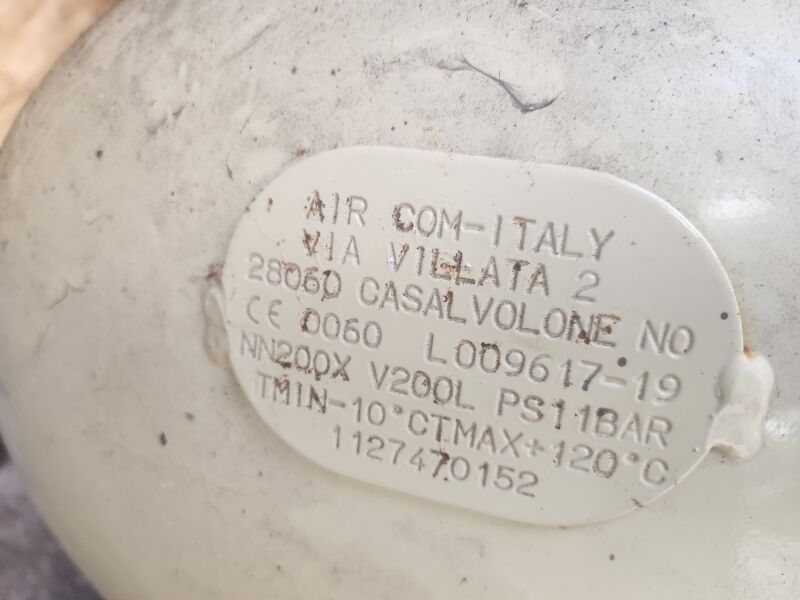 AIR COM-ITALY
VIA VILLATA 2
28060 CASALVOLONE NO
CE 0060 L009617-19
NN200X V200L PS11BAR
TMIN-10°CTMAX+120°C
1127470152